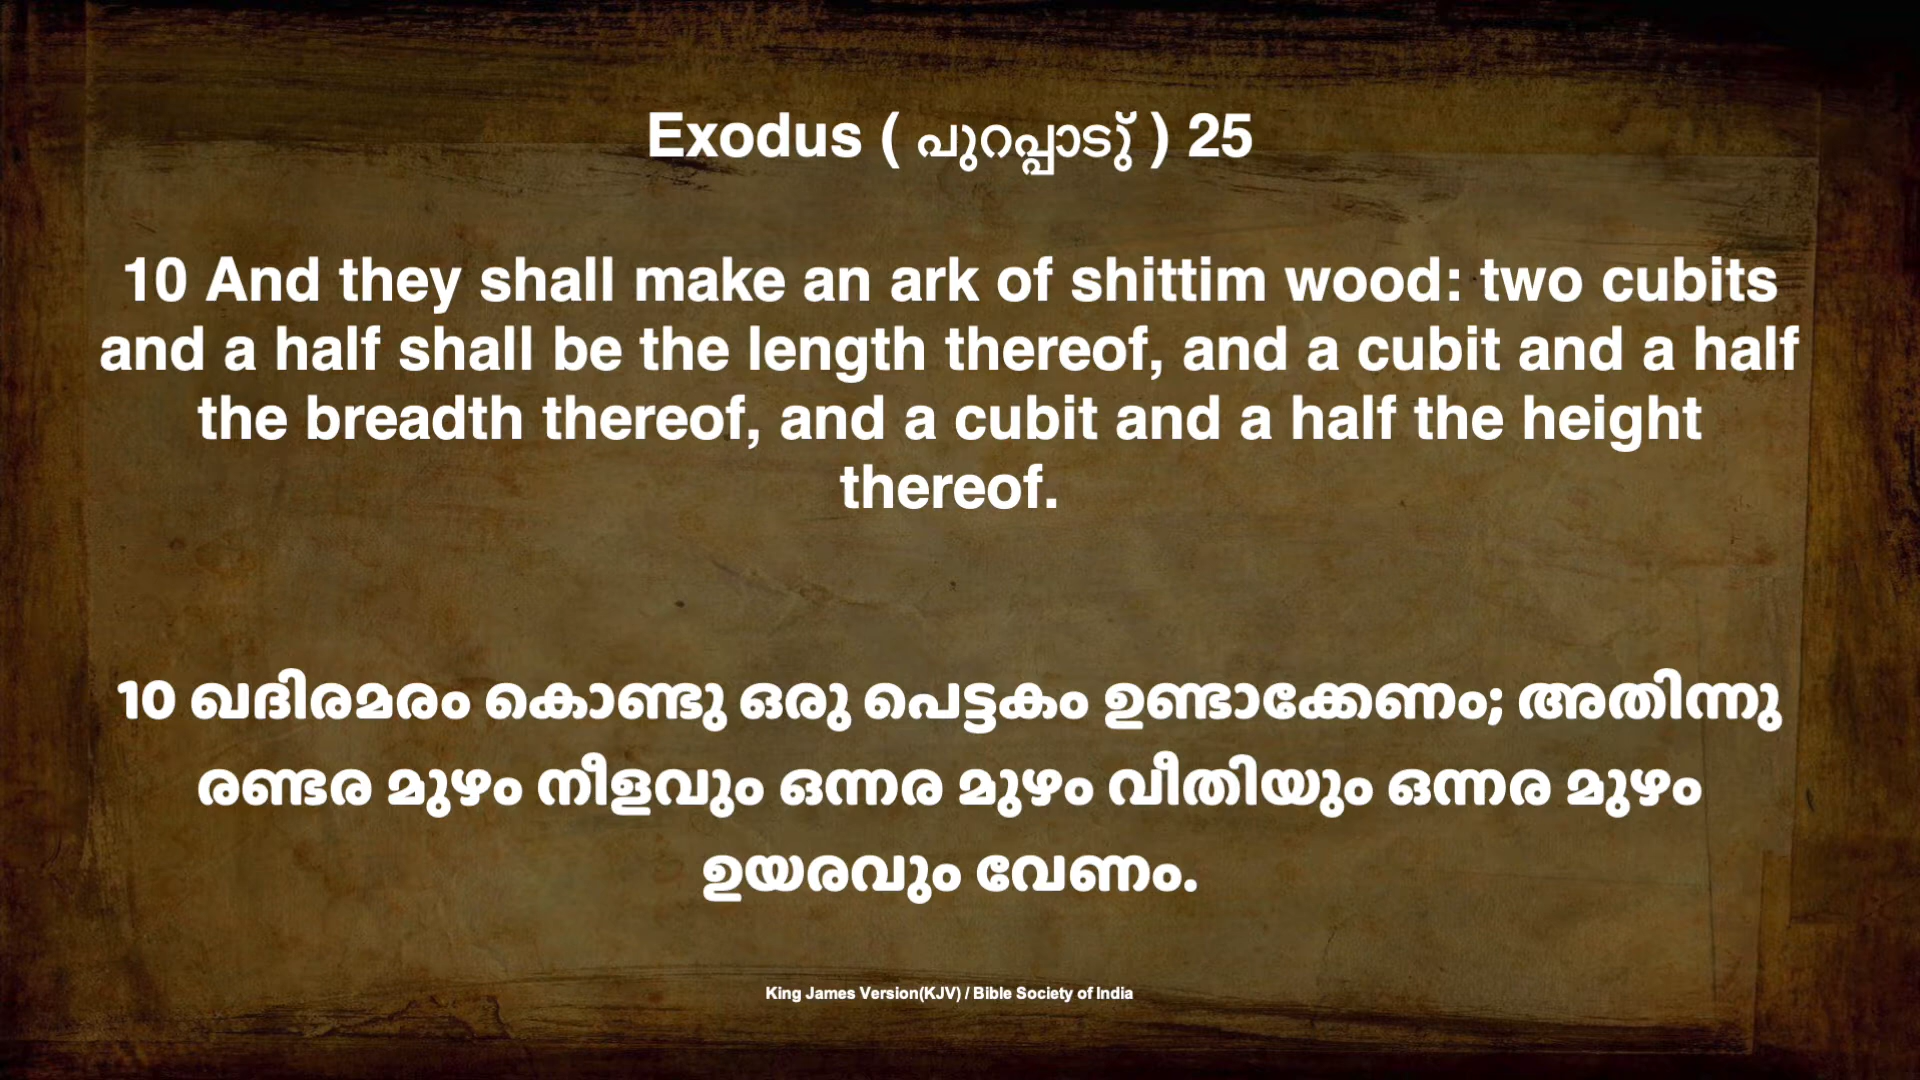 Exodus ( പുറപ്പാടു് ) 25
10 And they shall make an ark of shittim wood: two cubits
and a half shall be the length thereof, and a cubit and a half
the breadth thereof, and a cubit and a half the height
thereof.
10 ഖദിരമരം കൊണ്ടു ഒരു പെട്ടകം ഉണ്ടാക്കേണം; അതിന്നു
രണ്ടര മുഴം നീളവും ഒന്നര മുഴം വീതിയും ഒന്നര മുഴം
ഉയരവും വേണം.
King James Version(KJV) / Bible Society of India